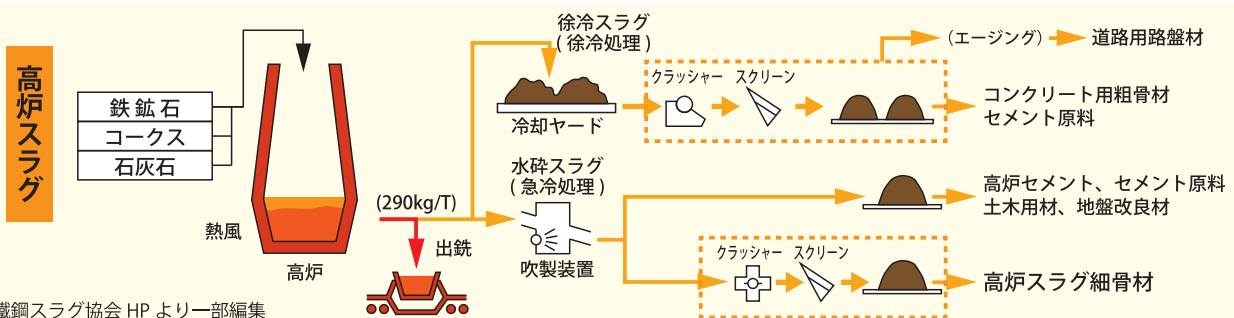 高炉スラグ
鉄鉱石
コークス
石灰石
熱風
高炉
(290kg/T)
出銑
徐冷スラグ
(徐冷処理)
冷却ヤード
クラッシャー スクリーン
(エージング)
道路用路盤材
コンクリート用粗骨材
セメント原料
水砕スラグ
(急冷処理)
吹製装置
高炉セメント、セメント原料
土木用材、地盤改良材
クラッシャー スクリーン
高炉スラグ細骨材
鐵鋼スラグ協会 HP より一部編集